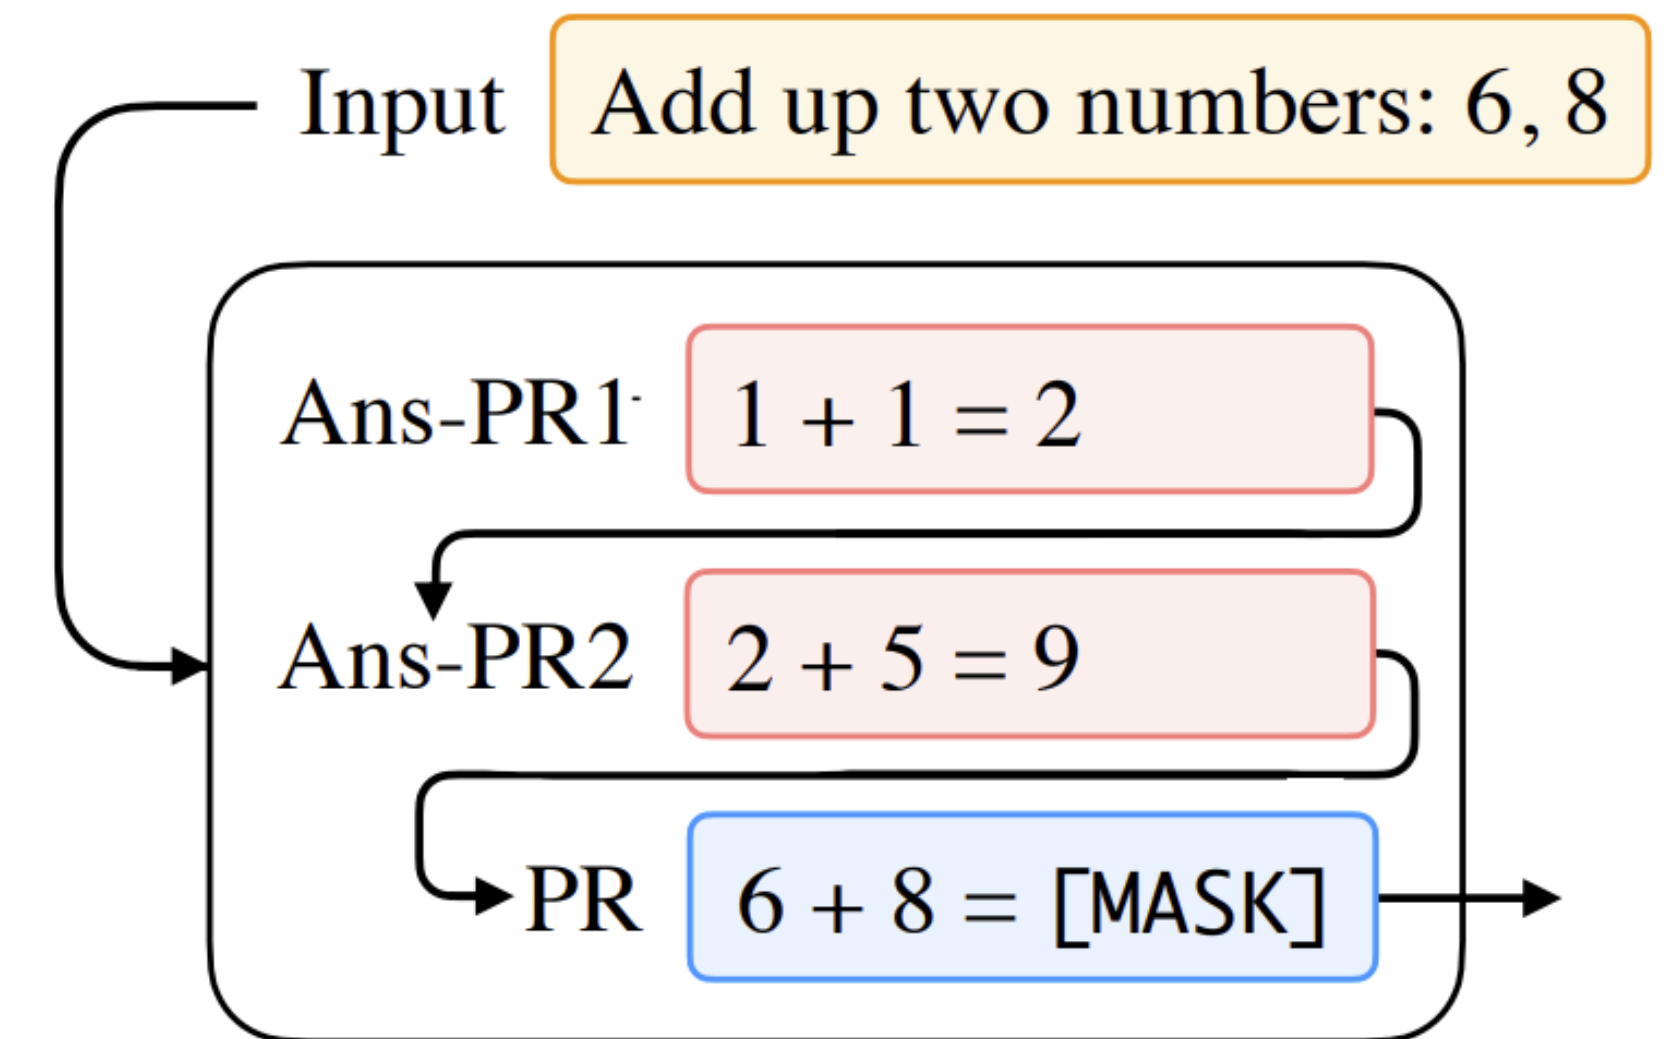 Input Add up two numbers: 6, 8
Ans-PR1 1 + 1 = 2
Ans-PR2 2 + 5 = 9
PR 6 + 8 = [MASK]